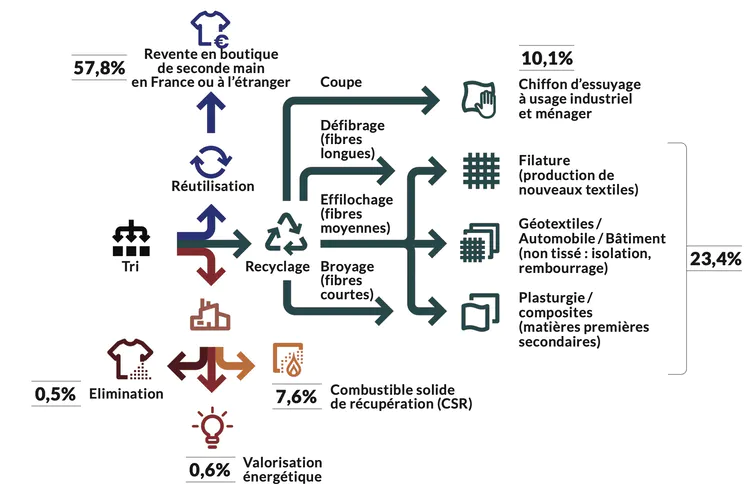 57,8%
Revente en boutique
de seconde main
en France ou à l’étranger
Réutilisation
Tri
Recyclage
Coupe
Défibrage
(fibres
longues)
Effilochage
(fibres
moyennes)
Broyage
(fibres
courtes)
10,1%
Chiffon d’essuyage
à usage industriel
et ménager
Filature
(production de
nouveaux textiles)
Géotextiles /
Automobile / Bâtiment
(non tissé : isolation,
rembourrage)
Plasturgie /
composites
(matières premières
secondaires)
23,4%
0,5%
Elimination
7,6%
Combustible solide
de récupération (CSR)
0,6%
Valorisation
énergétique